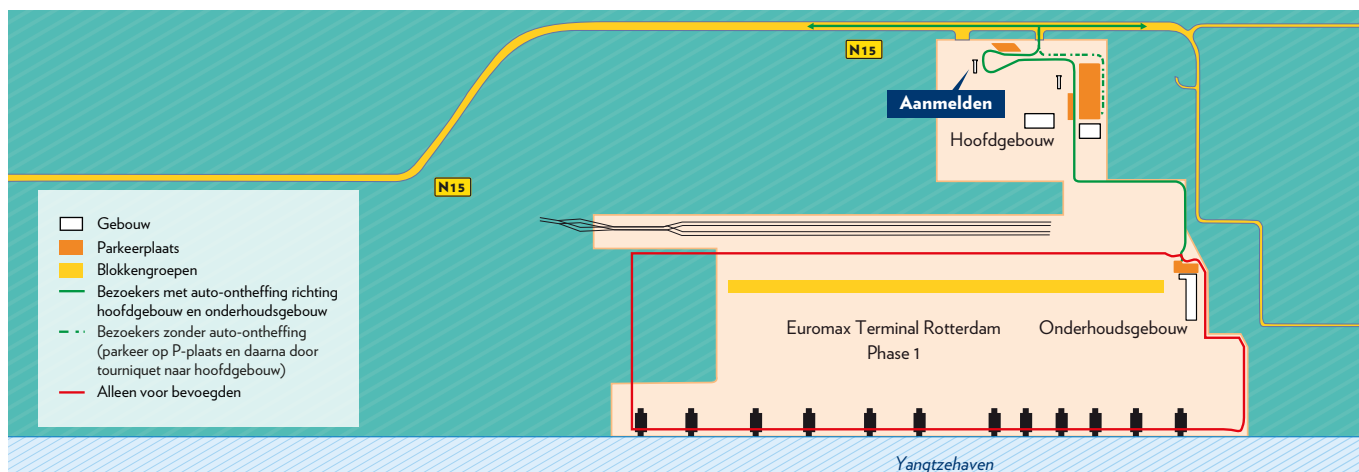 N15
Aanmelden
Hoofdgebouw
N15
Gebouw
Parkeerplaats
Blokkengroepen
Bezoekers met auto-ontheffing richting
hoofdgebouw en onderhoudsgebouw
Bezoekers zonder auto-ontheffing
(parkeer op P-plaats en daarna door
tourniquet naar hoofdgebouw)
Alleen voor bevoegden
Euromax Terminal Rotterdam
Phase 1
Onderhoudsgebouw
Yangtzehaven